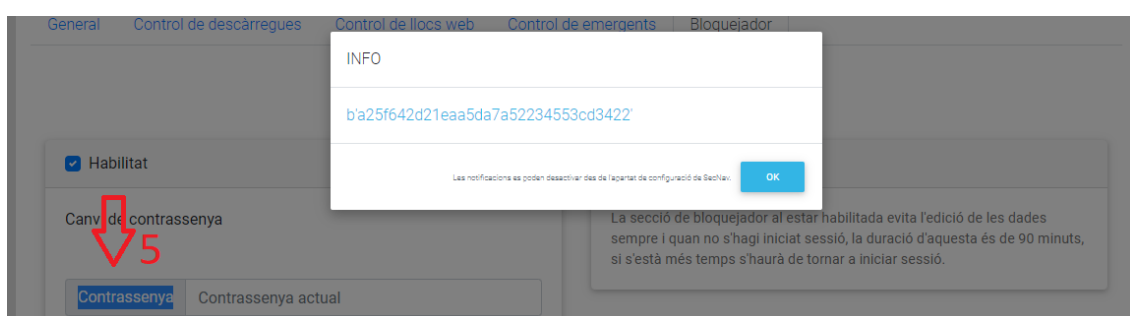 General Control de descàrregues Control de llocs web Control de emergents Bloquejador
INFO
b'a25f642d21eaa5da7a52234553cd3422'
Les notificacions es poden desactivar des de l'apartat de configuració de SecNav.
OK
Habilitat
Canvi de contrassenya
5
Contrassenya Contrassenya actual
La secció de bloquejador al estar habilitada evita l'edició de les dades
sempre i quan no s'hagi iniciat sessió, la duració d'aquesta és de 90 minuts,
si s'està més temps s'haurà de tornar a iniciar sessió.